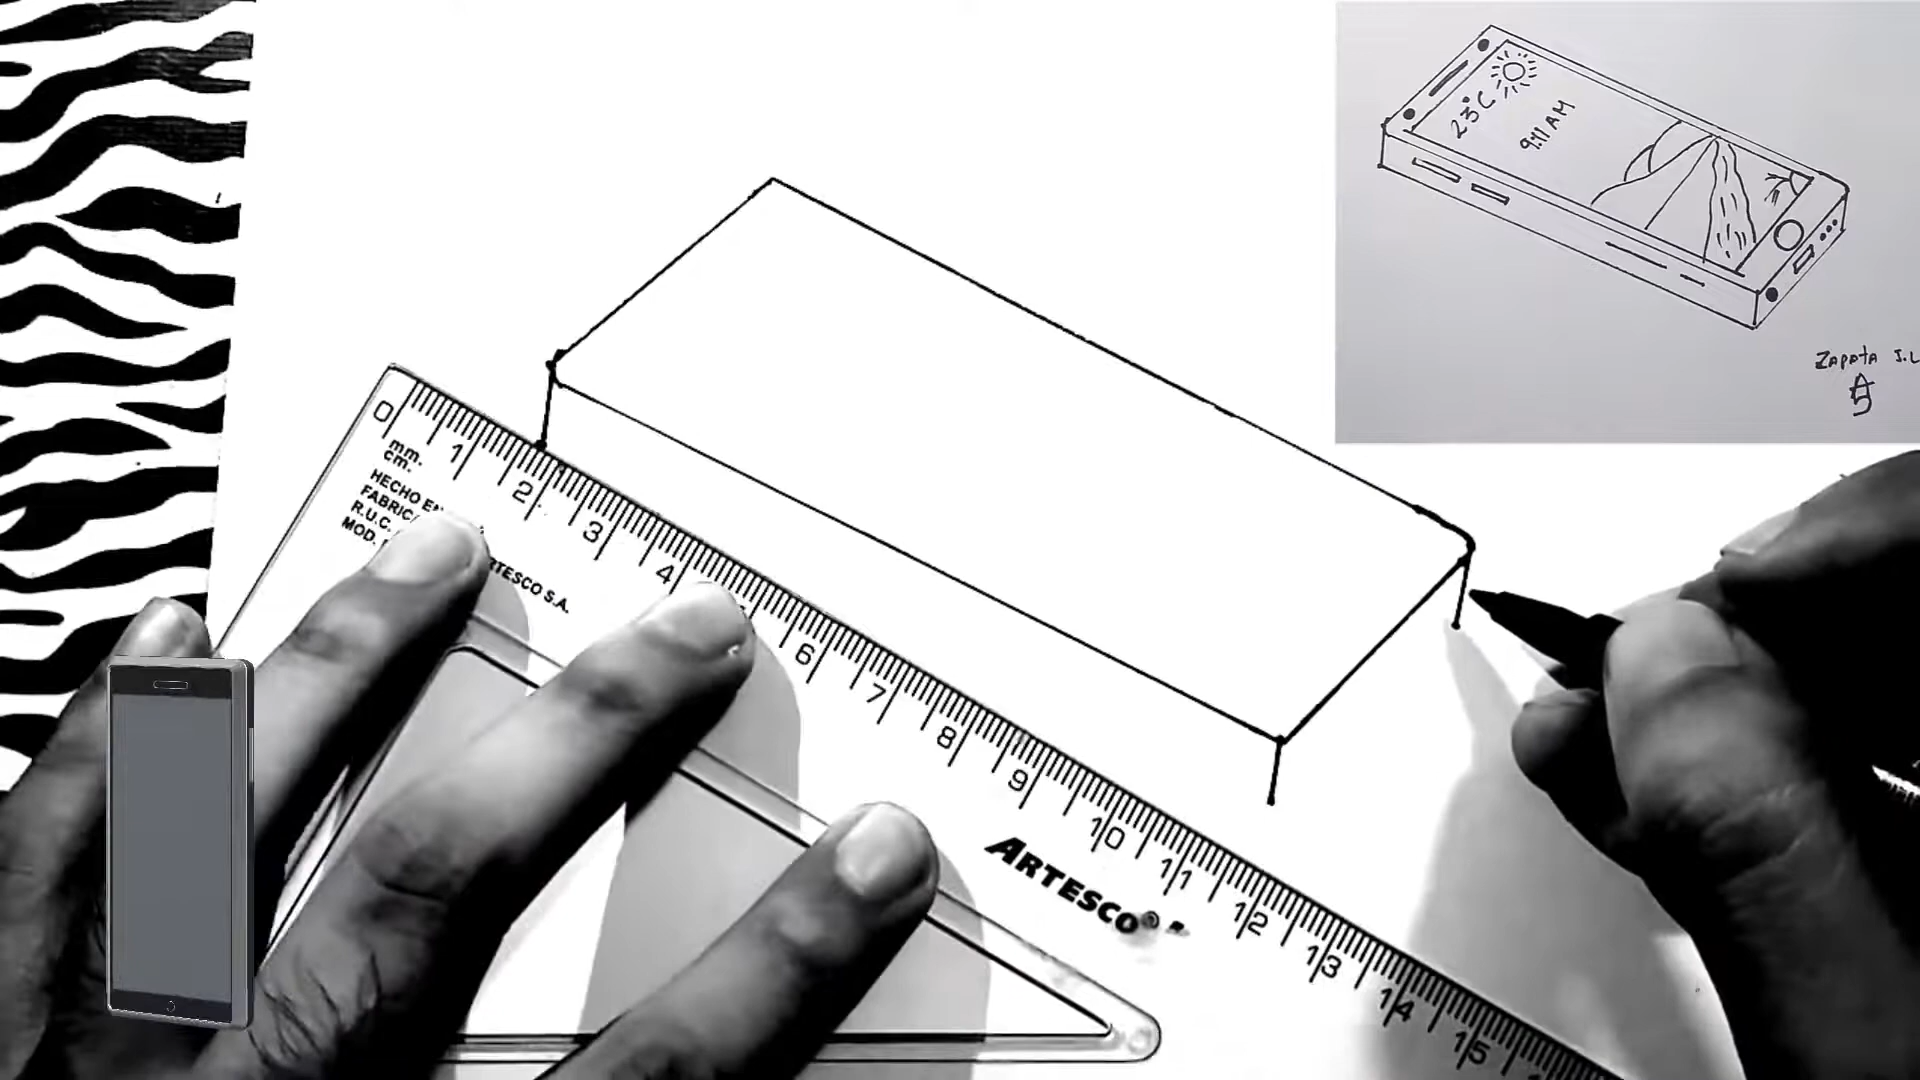 23°C
9:11 AM
ZAPATA I.L
0 1 2 3 4 6 7 8 9 10 11 12 13 14 15
mm.
cm.
HECHO EN
FABRIC
R.U.C.
MOD.
ARTESCO S.A.
ARTESCO®